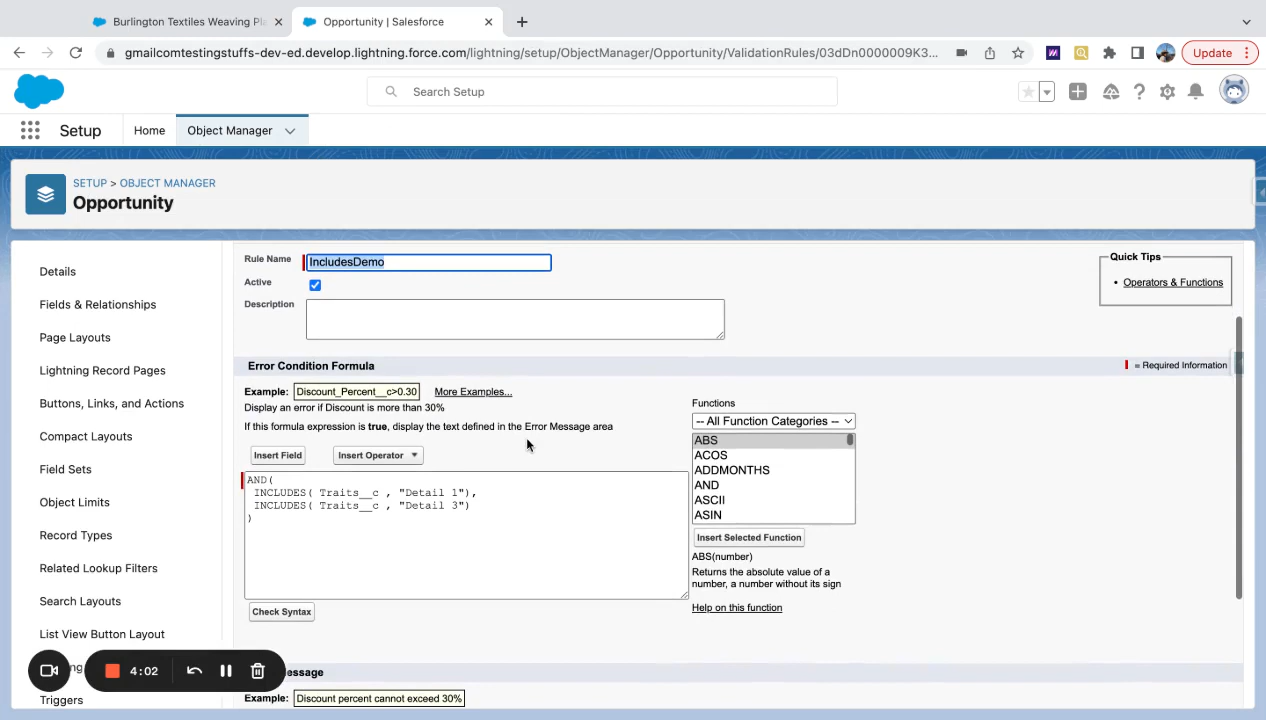 Burlington Textiles Weaving Pla
Opportunity | Salesforce
gmailcomtestingstuffs-dev-ed.develop.lightning.force.com/lightning/setup/ObjectManager/Opportunity/ValidationRules/03dDn0000009K3...
Update
Search Setup
Setup
Home
Object Manager
SETUP > OBJECT MANAGER
Opportunity
Details
Fields & Relationships
Page Layouts
Lightning Record Pages
Buttons, Links, and Actions
Compact Layouts
Field Sets
Object Limits
Record Types
Related Lookup Filters
Search Layouts
List View Button Layout
ng
Triggers
4:02
Rule Name
IncludesDemo
Active
Description
Quick Tips
• Operators & Functions
Error Condition Formula
= Required Information
Example: Discount_Percent__c>0.30 More Examples...
Display an error if Discount is more than 30%
If this formula expression is true, display the text defined in the Error Message area
Insert Field
Insert Operator
AND(
INCLUDES( Traits__c , "Detail 1"),
INCLUDES( Traits__c , "Detail 3")
)
Check Syntax
Functions
-- All Function Categories --
ABS
ACOS
ADDMONTHS
AND
ASCII
ASIN
Insert Selected Function
ABS(number)
Returns the absolute value of a
number, a number without its sign
Help on this function
essage
Example: Discount percent cannot exceed 30%